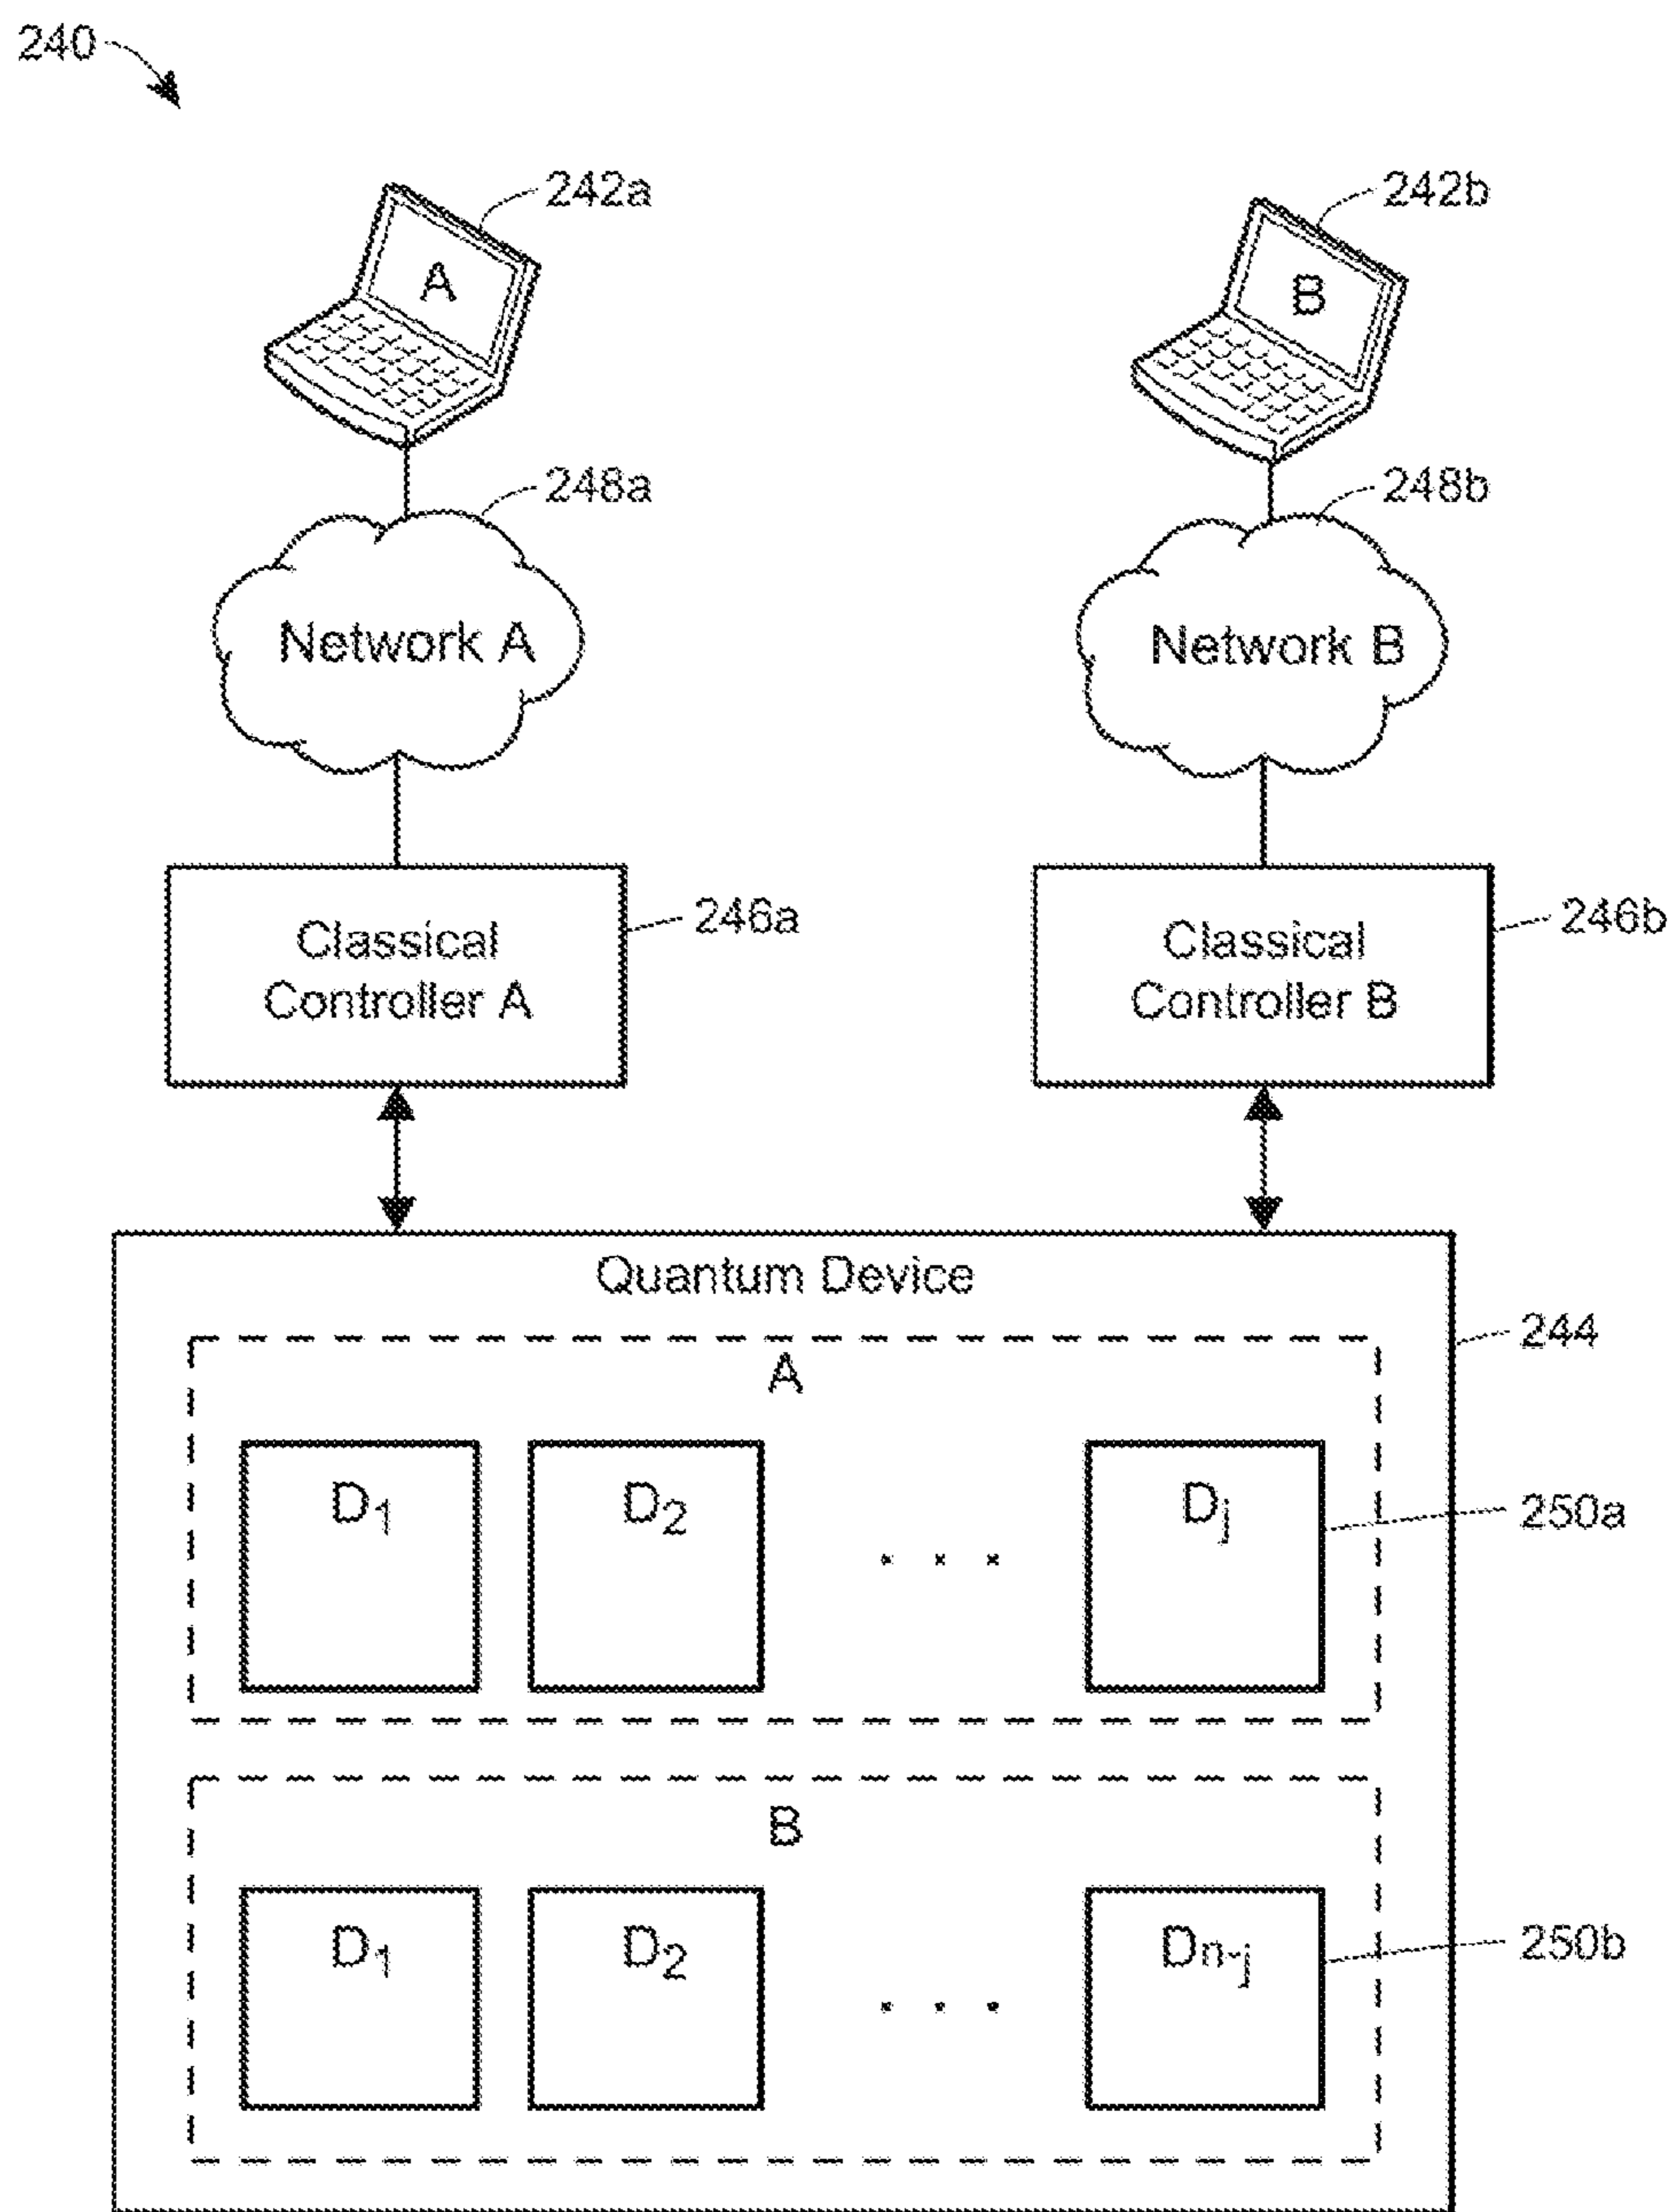 240
242a
242b
A
B
248a
248b
Network A
Network B
246a
246b
Classical
Controller A
Classical
Controller B
Quantum Device
244
A
D1
D2
. . .
Dj
250a
B
D1
D2
. . .
Dn-j
250b